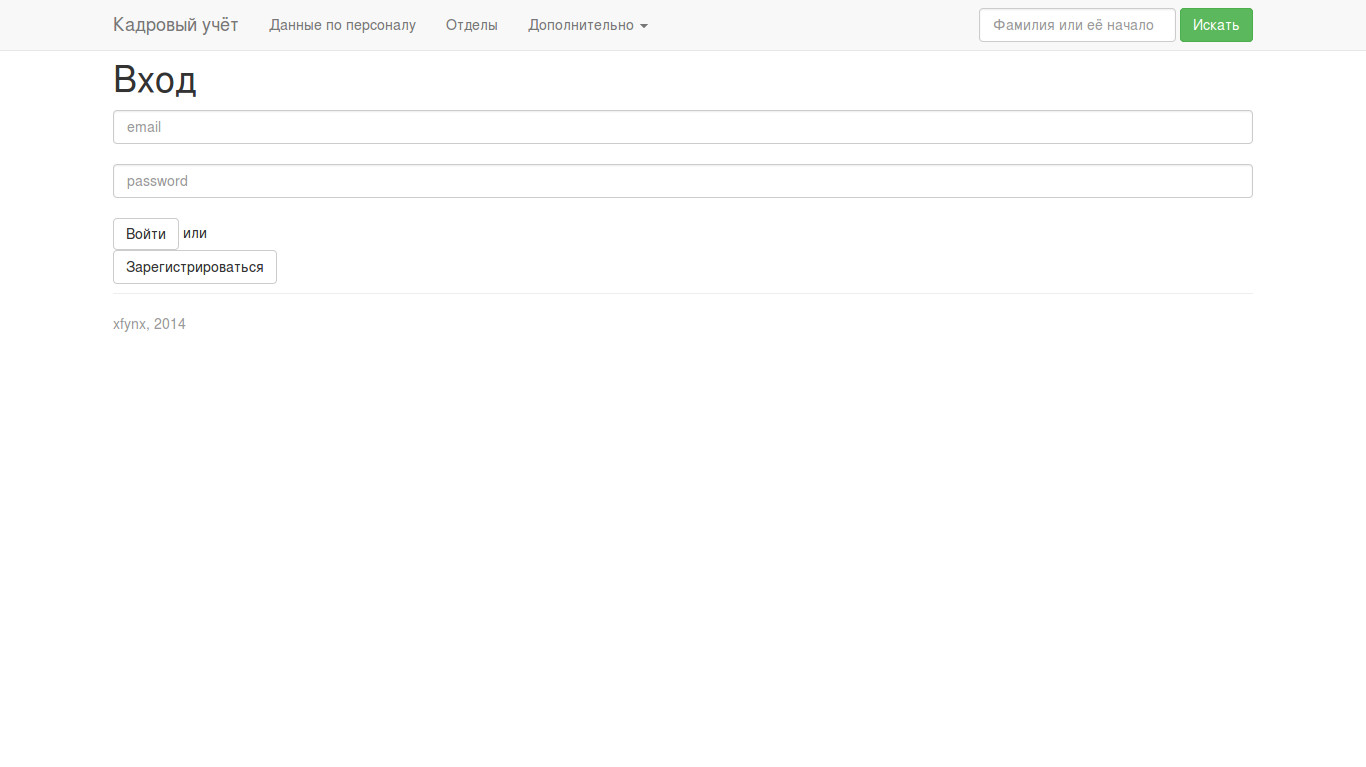 Кадровый учёт Данные по персоналу Отделы Дополнительно Фамилия или её начало Искать
Вход
email
password
Войти или
Зарегистрироваться
xfynx, 2014